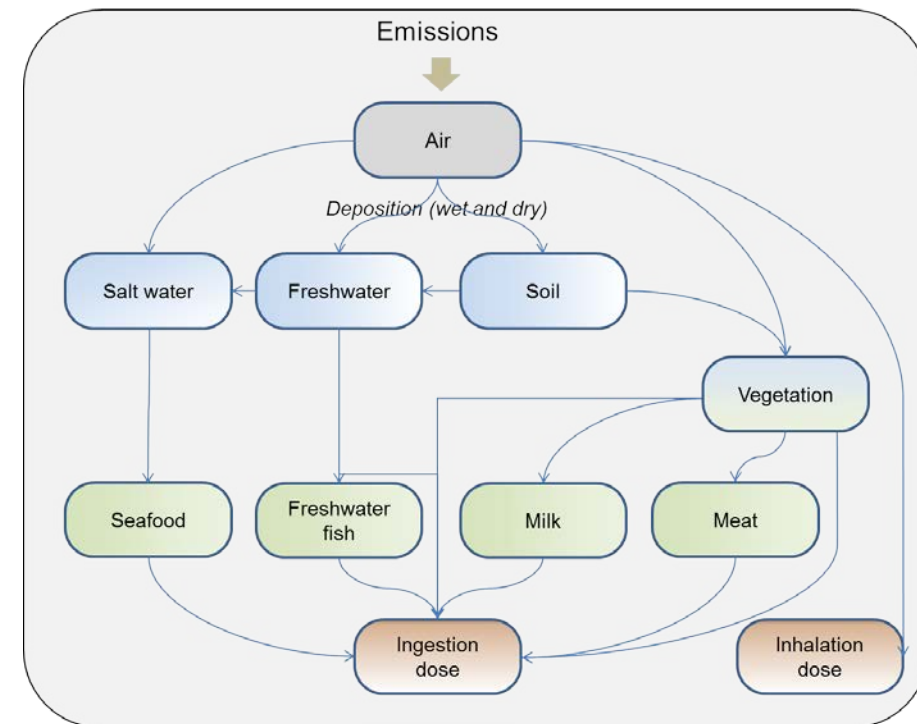 Emissions
Air
Deposition (wet and dry)
Salt water
Freshwater
Soil
Vegetation
Seafood
Freshwater
fish
Milk
Meat
Ingestion
dose
Inhalation
dose